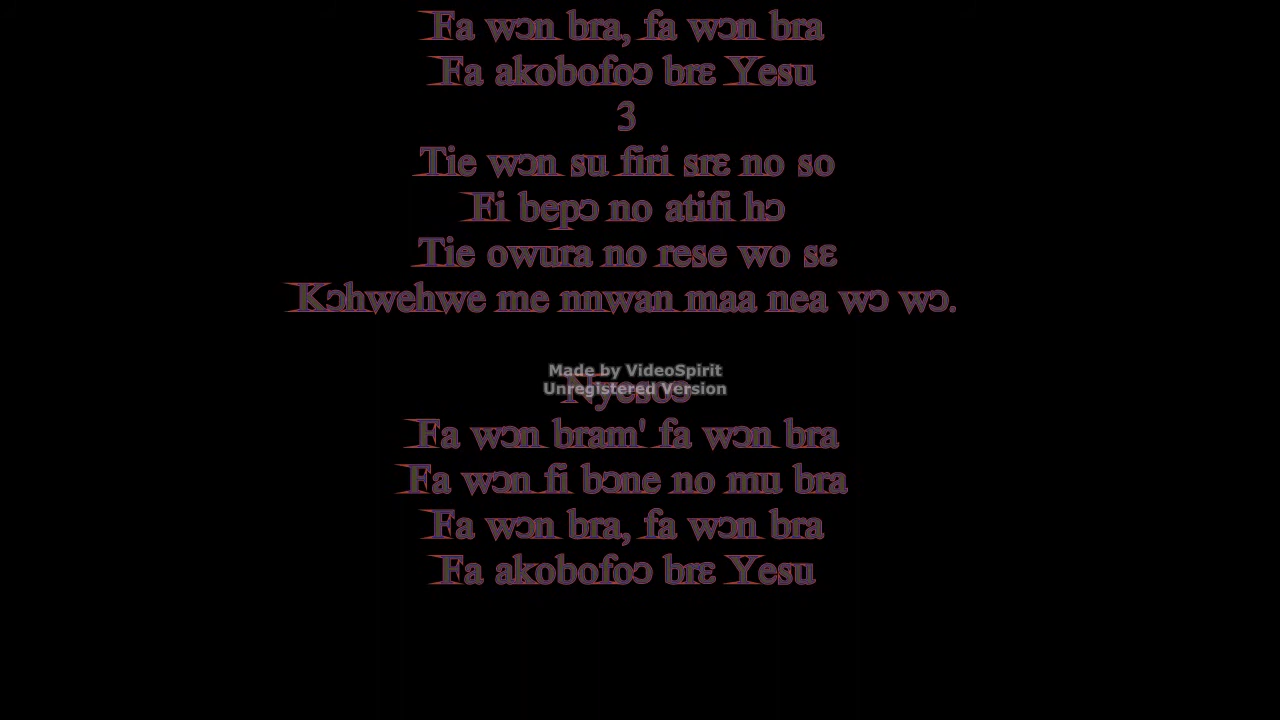 Fa wɔn bra, fa wɔn bra
Fa akobofoɔ brɛ Yesu
3
Tie wɔn su firi srɛ no so
Fi bepɔ no atifi hɔ
Tie owura no rese wo sɛ
Kɔhwehwe me nnwan maa nea wɔ wɔ.
Made by VideoSpirit
Unregistered Version
Nyesoɔ
Fa wɔn bram' fa wɔn bra
Fa wɔn fi bɔne no mu bra
Fa wɔn bra, fa wɔn bra
Fa akobofoɔ brɛ Yesu